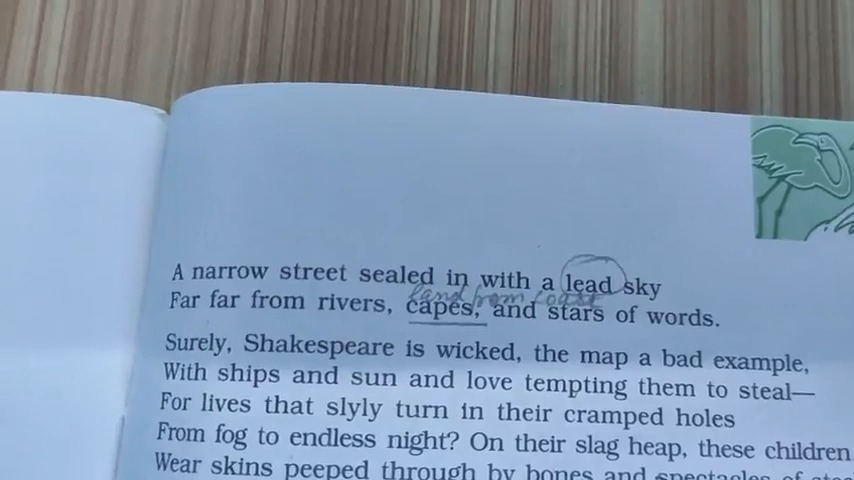 A narrow street sealed in with a lead sky
land from coast
Far far from rivers, capes, and stars of words.
Surely, Shakespeare is wicked, the map a bad example,
With ships and sun and love tempting them to steal—
For lives that slyly turn in their cramped holes
From fog to endless night? On their slag heap, these children
Wear skins peeped through by bones and spectacles of